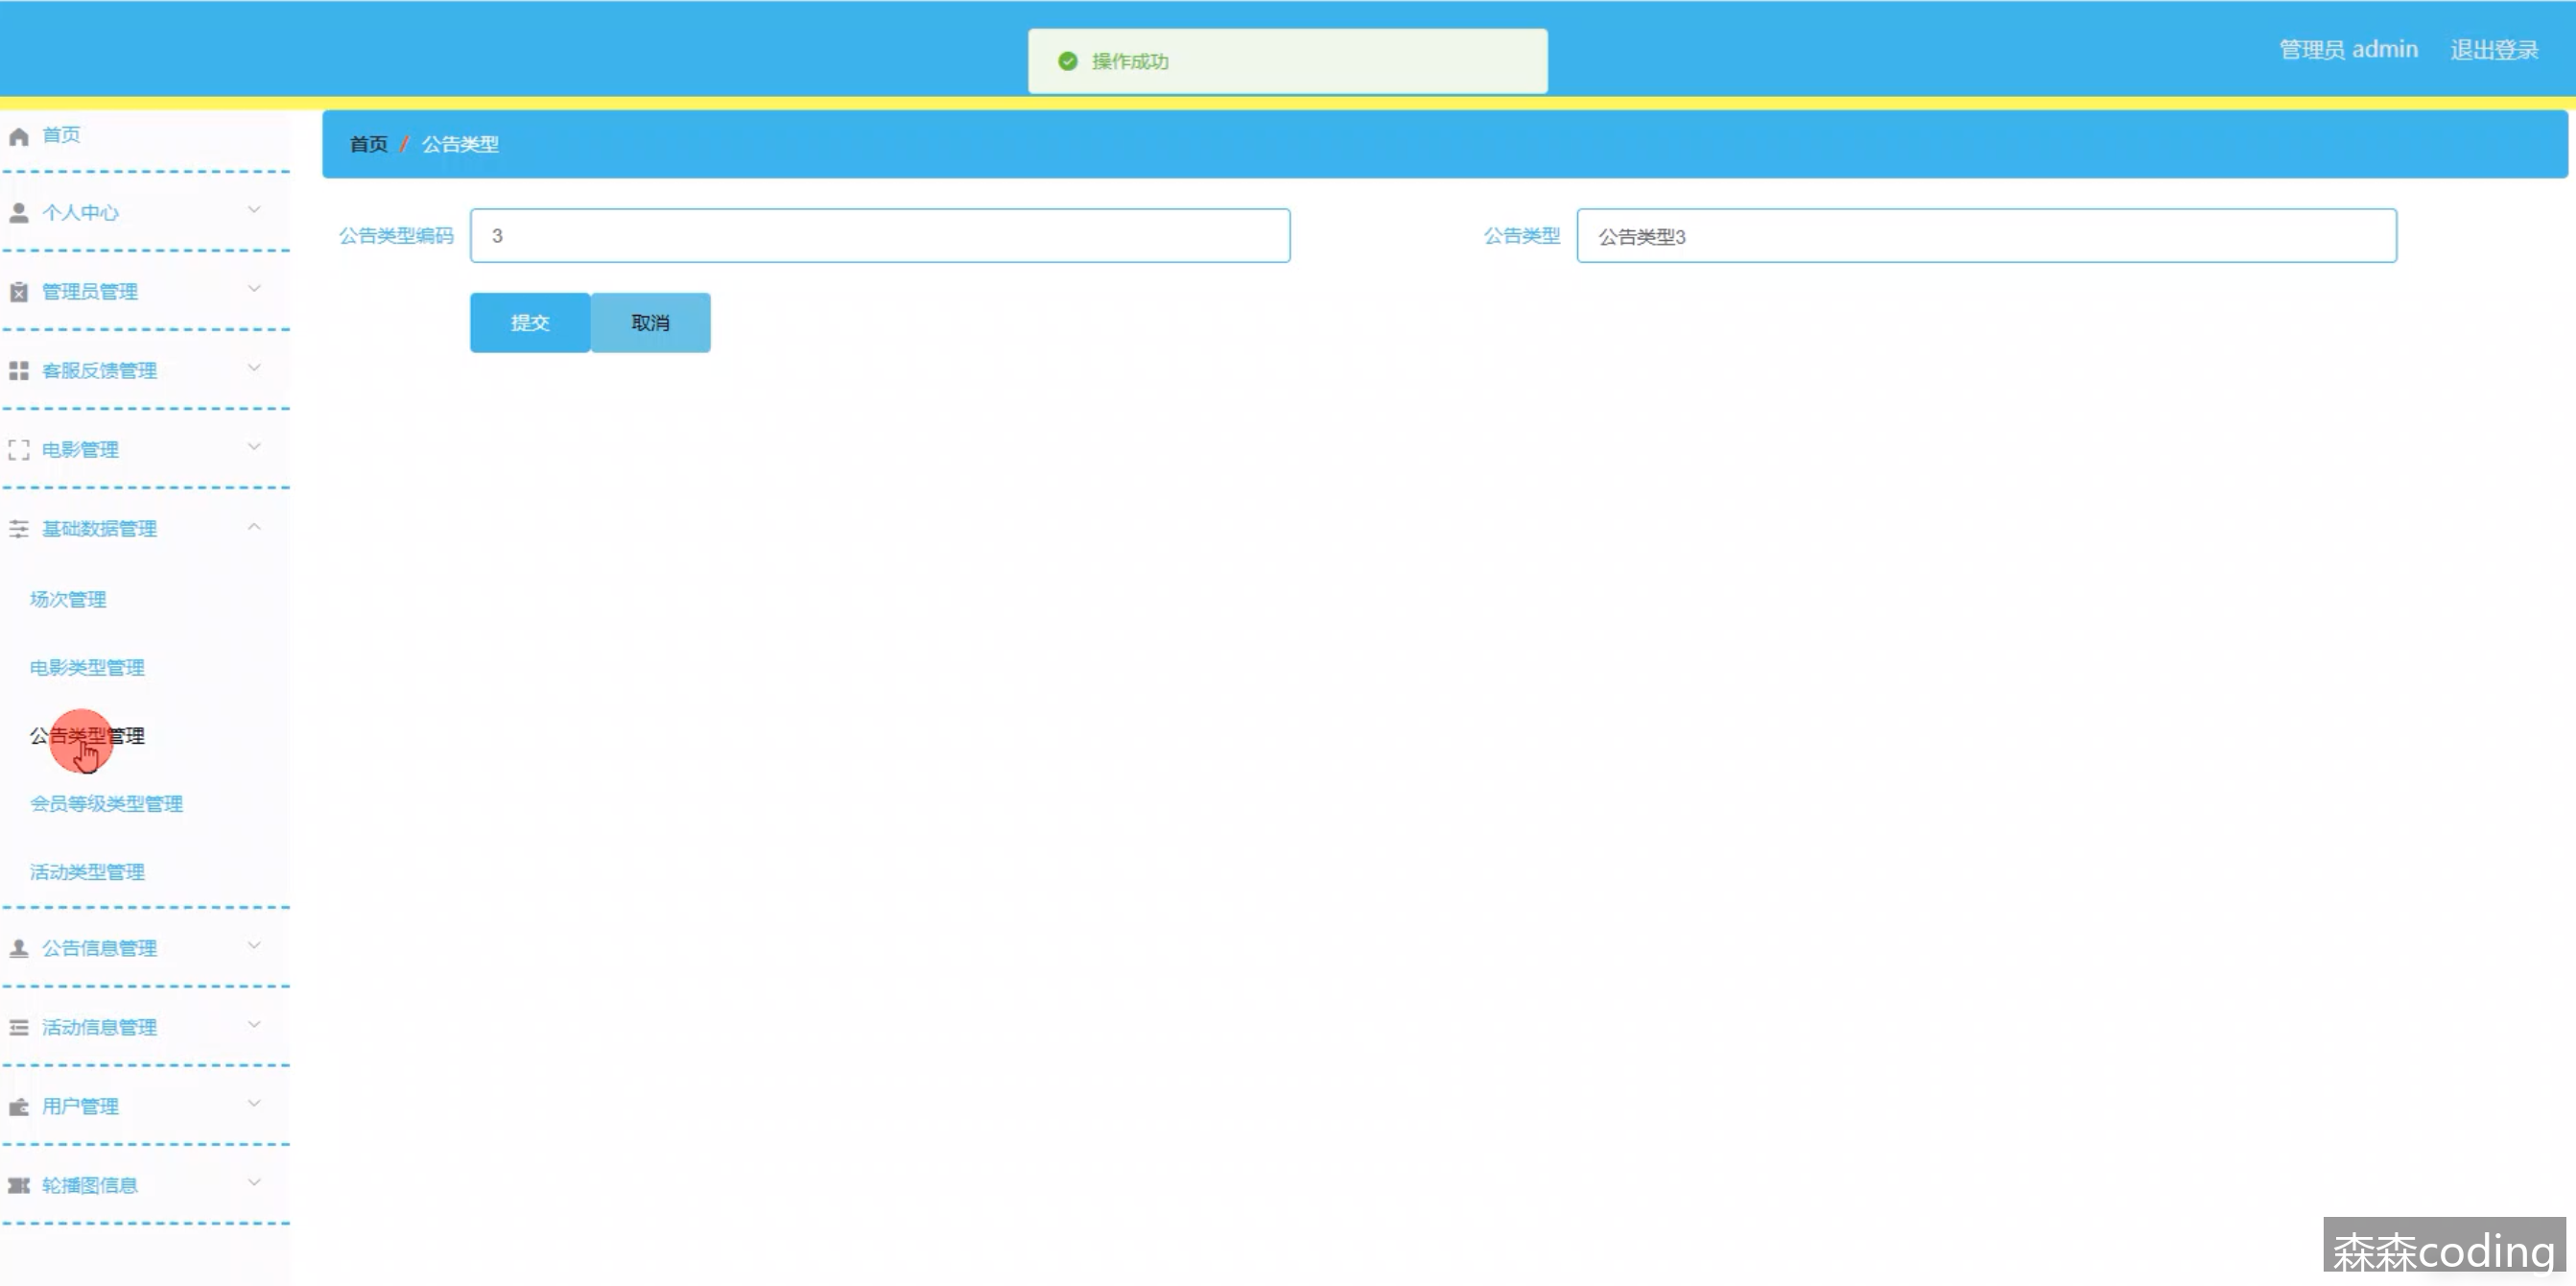 操作成功
管理员 admin 退出登录
首页
首页 / 公告类型
个人中心
公告类型编码 3 公告类型 公告类型3
管理员管理
提交 取消
客服反馈管理
电影管理
基础数据管理
场次管理
电影类型管理
公告类型管理
会员等级类型管理
活动类型管理
公告信息管理
活动信息管理
用户管理
轮播图信息
森森coding